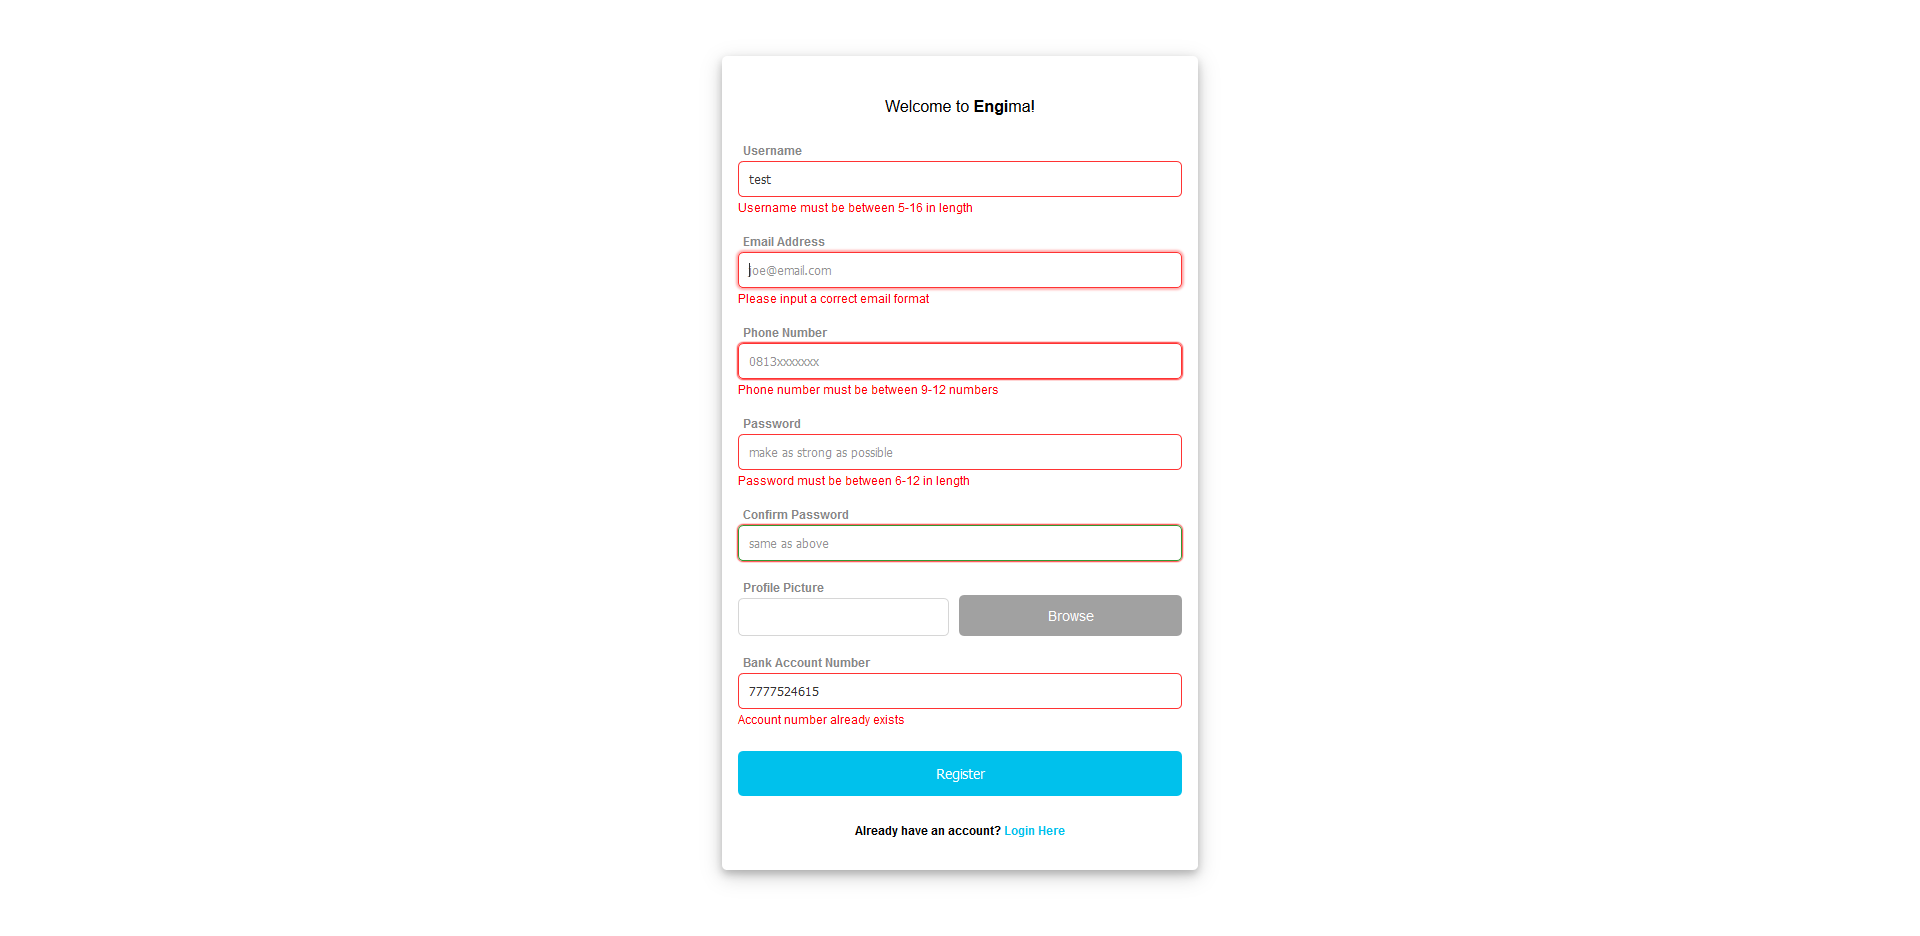 Welcome to Engima!
Username
test
Username must be between 5-16 in length
Email Address
joe@email.com
Please input a correct email format
Phone Number
0813xxxxxxx
Phone number must be between 9-12 numbers
Password
make as strong as possible
Password must be between 6-12 in length
Confirm Password
same as above
Profile Picture
Browse
Bank Account Number
7777524615
Account number already exists
Register
Already have an account? Login Here